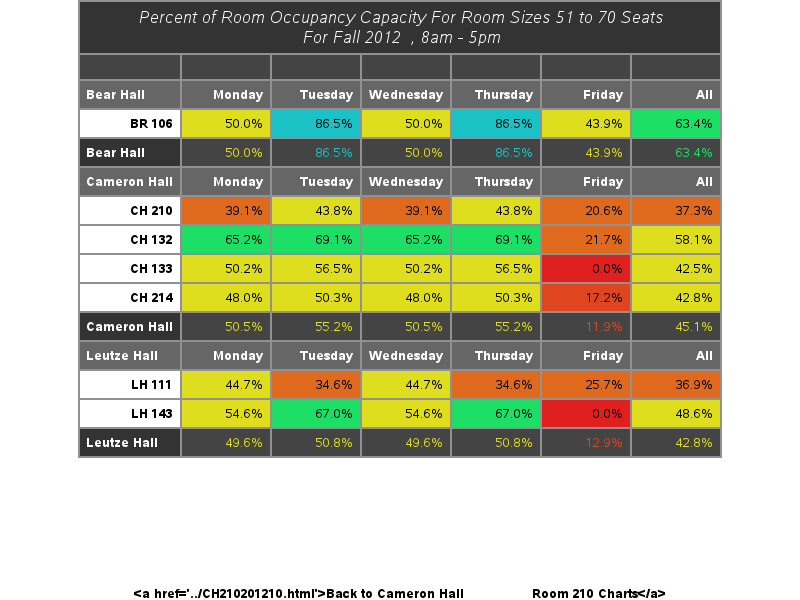 Percent of Room Occupancy Capacity For Room Sizes 51 to 70 Seats
For Fall 2012 , 8am - 5pm
Bear Hall Monday Tuesday Wednesday Thursday Friday All
BR 106 50.0% 86.5% 50.0% 86.5% 43.9% 63.4%
Bear Hall 50.0% 86.5% 50.0% 86.5% 43.9% 63.4%
Cameron Hall Monday Tuesday Wednesday Thursday Friday All
CH 210 39.1% 43.8% 39.1% 43.8% 20.6% 37.3%
CH 132 65.2% 69.1% 65.2% 69.1% 21.7% 58.1%
CH 133 50.2% 56.5% 50.2% 56.5% 0.0% 42.5%
CH 214 48.0% 50.3% 48.0% 50.3% 17.2% 42.8%
Cameron Hall 50.5% 55.2% 50.5% 55.2% 11.9% 45.1%
Leutze Hall Monday Tuesday Wednesday Thursday Friday All
LH 111 44.7% 34.6% 44.7% 34.6% 25.7% 36.9%
LH 143 54.6% 67.0% 54.6% 67.0% 0.0% 48.6%
Leutze Hall 49.6% 50.8% 49.6% 50.8% 12.9% 42.8%
<a href='../CH210201210.html'>Back to Cameron Hall Room 210 Charts</a>